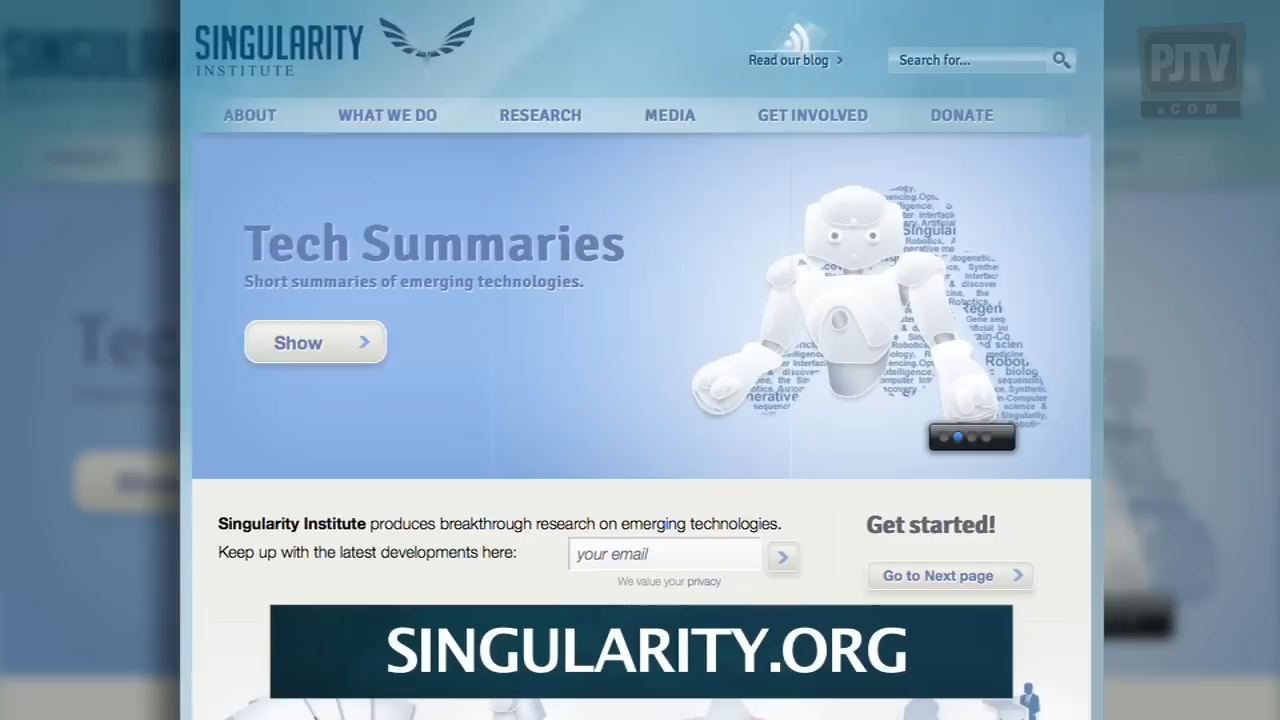 SINGULARITY
INSTITUTE
Read our blog
Search for...
PJTV
.COM
ABOUT
WHAT WE DO
RESEARCH
MEDIA
GET INVOLVED
DONATE
Tech Summaries
Short summaries of emerging technologies.
Show
Singularity Institute produces breakthrough research on emerging technologies.
Keep up with the latest developments here:
your email
We value your privacy
Get started!
Go to Next page
SINGULARITY.ORG